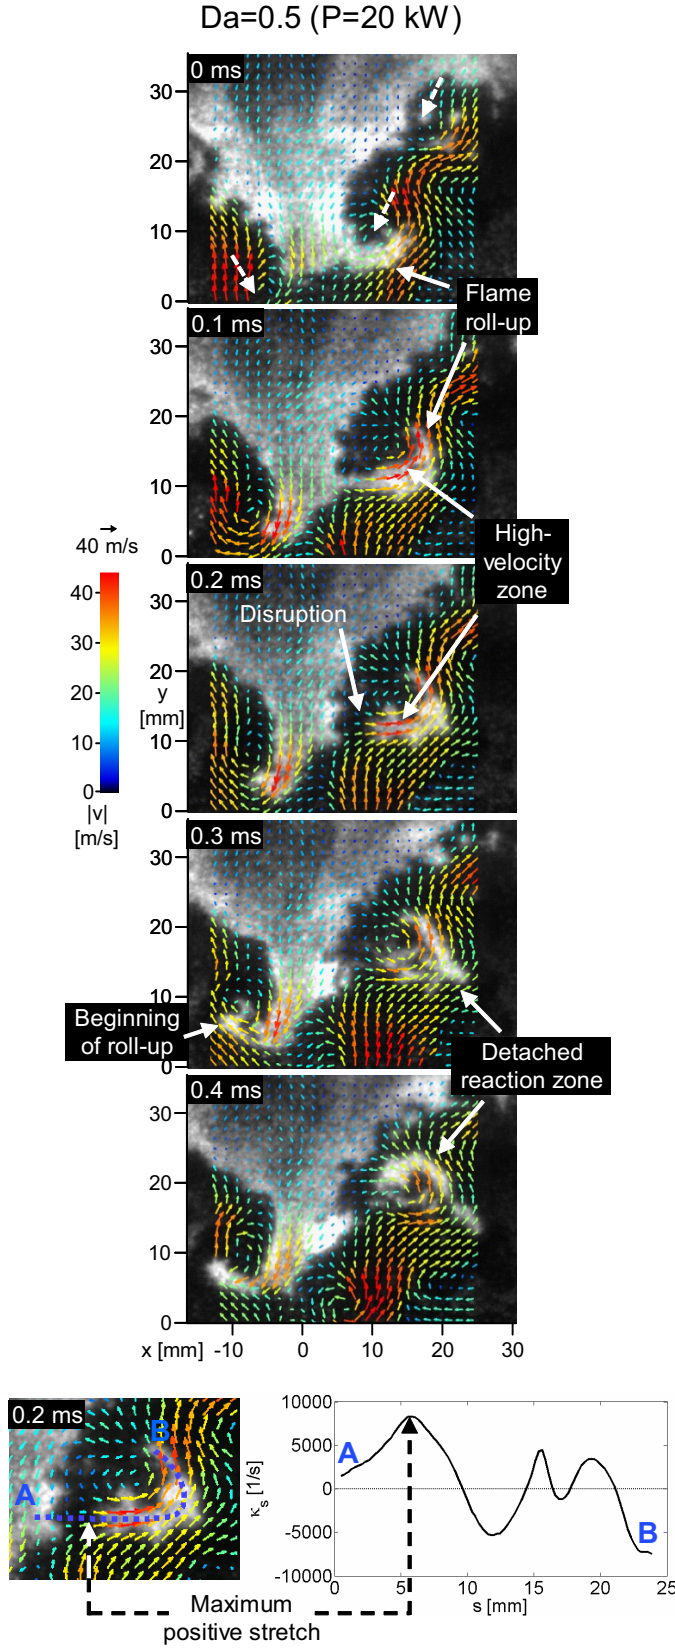 Da=0.5 (P=20 kW)
0 ms
30
20
10
0
Flame
roll-up
0.1 ms
30
20
10
0
High-
velocity
zone
40 m/s
40
30
20
10
0
|v|
[m/s]
0.2 ms
Disruption
30
20
y
[mm]
10
0
0.3 ms
30
20
10
0
Beginning
of roll-up
Detached
reaction zone
0.4 ms
30
20
10
0
x [mm] -10 0 10 20 30
0.2 ms
A
B
10000
5000
0
-5000
-10000
κs [1/s]
A
B
0 5 10 15 20 25
s [mm]
Maximum
positive stretch